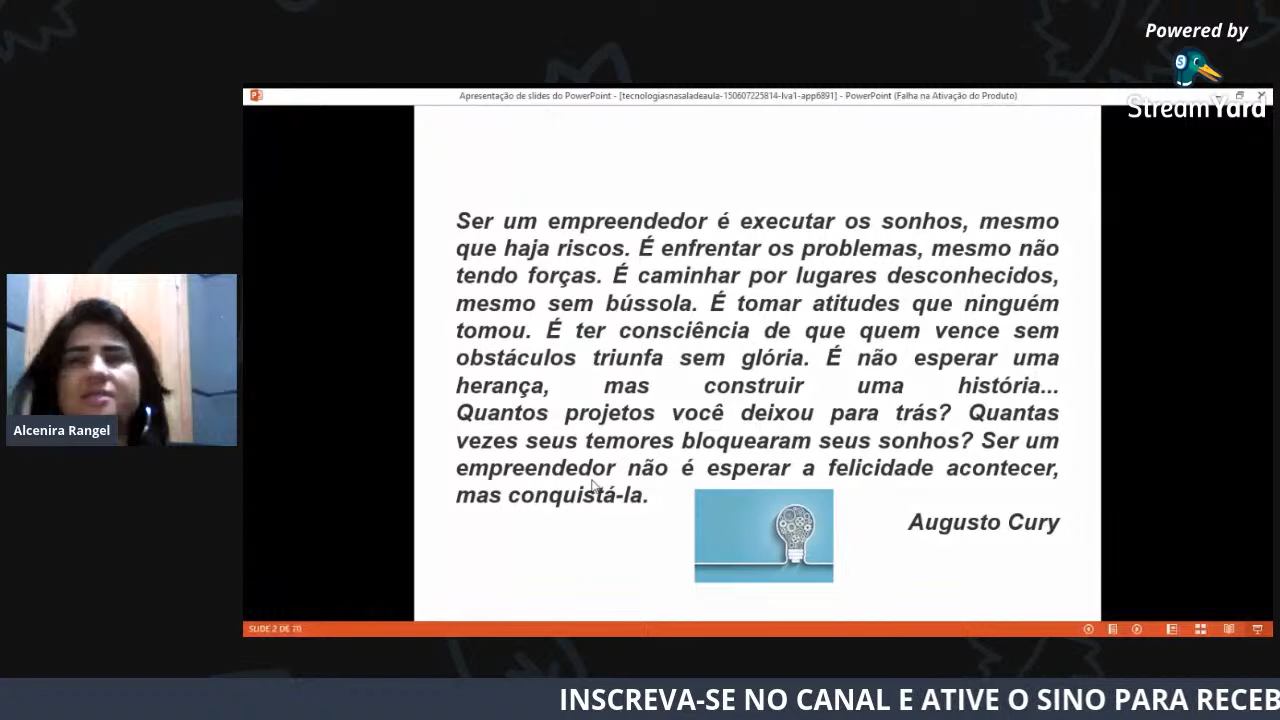 Powered by
StreamYard
Apresentação de slides do PowerPoint - [tecnologiasnasaladeaula-150607225814-lva1-app6891] - PowerPoint (Falha na Ativação do Produto)
Ser um empreendedor é executar os sonhos, mesmo
que haja riscos. É enfrentar os problemas, mesmo não
tendo forças. É caminhar por lugares desconhecidos,
mesmo sem bússola. É tomar atitudes que ninguém
tomou. É ter consciência de que quem vence sem
obstáculos triunfa sem glória. É não esperar uma
herança, mas construir uma história...
Quantos projetos você deixou para trás? Quantas
vezes seus temores bloquearam seus sonhos? Ser um
empreendedor não é esperar a felicidade acontecer,
mas conquistá-la.
Augusto Cury
Alcenira Rangel
SLIDE 2 DE 20
INSCREVA-SE NO CANAL E ATIVE O SINO PARA RECEB